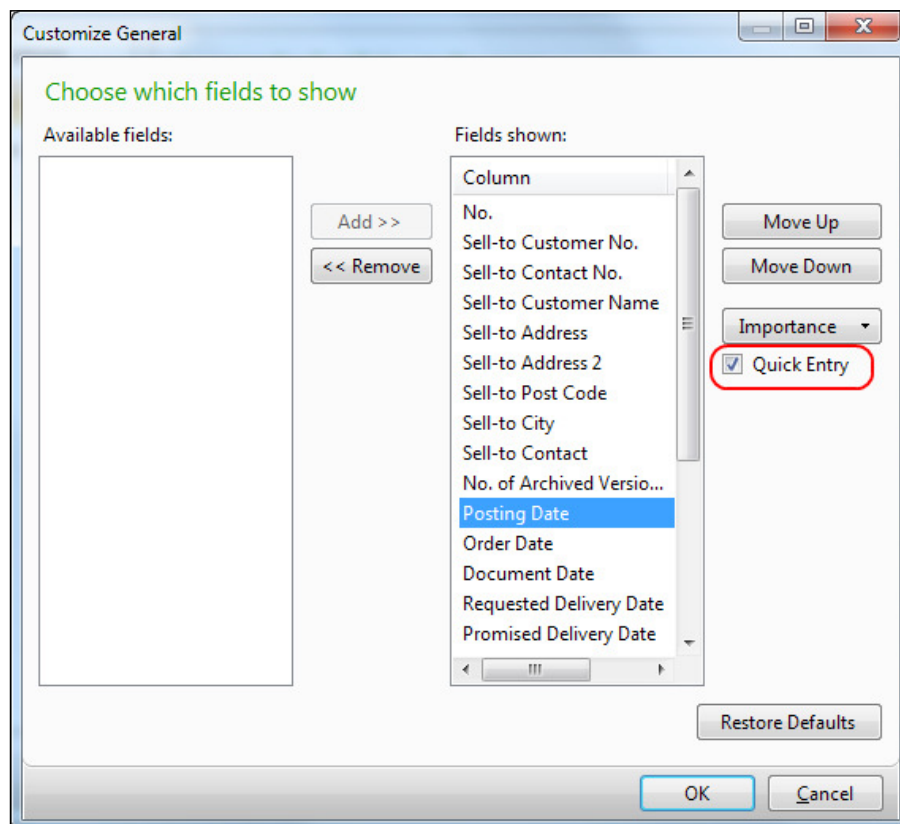 Customize General
Choose which fields to show
Available fields:
Fields shown:
Column
No.
Sell-to Customer No.
Sell-to Contact No.
Sell-to Customer Name
Sell-to Address
Sell-to Address 2
Sell-to Post Code
Sell-to City
Sell-to Contact
No. of Archived Versio...
Posting Date
Order Date
Document Date
Requested Delivery Date
Promised Delivery Date
Add >>
<< Remove
Move Up
Move Down
Importance
Quick Entry
Restore Defaults
OK
Cancel